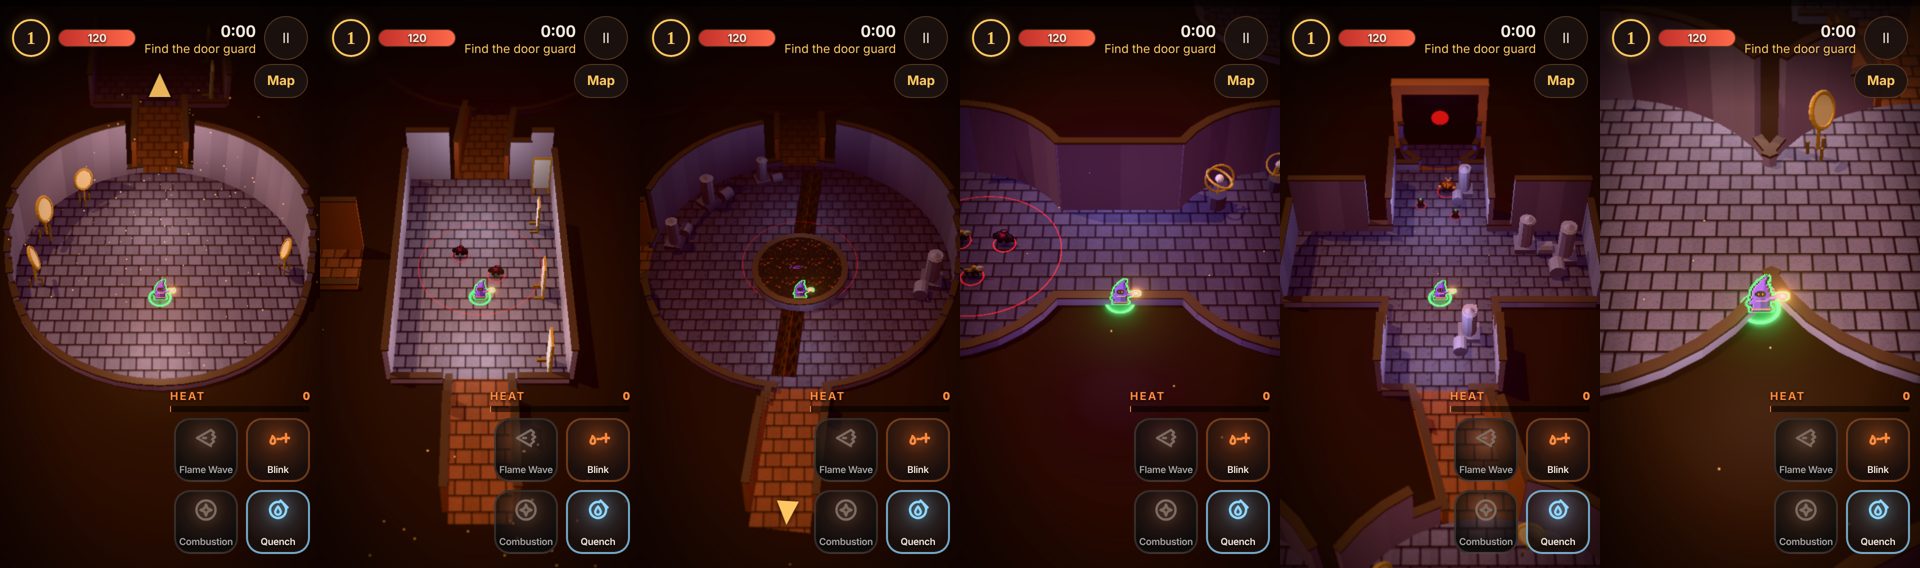 1 120 0:00
Find the door guard
Map
HEAT 0
Flame Wave Blink
Combustion Quench
1 120 0:00
Find the door guard
Map
HEAT 0
Flame Wave Blink
Combustion Quench
1 120 0:00
Find the door guard
Map
HEAT 0
Flame Wave Blink
Combustion Quench
1 120 0:00
Find the door guard
Map
HEAT 0
Flame Wave Blink
Combustion Quench
1 120 0:00
Find the door guard
Map
HEAT 0
Flame Wave Blink
Combustion Quench
1 120 0:00
Find the door guard
Map
HEAT 0
Flame Wave Blink
Combustion Quench